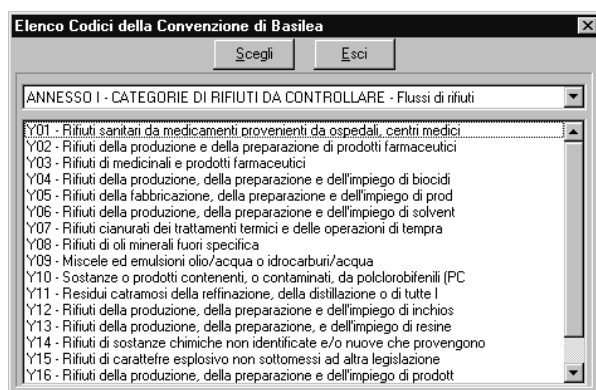 Elenco Codici della Convenzione di Basilea
Scegli
Esci
ANNESSO I - CATEGORIE DI RIFIUTI DA CONTROLLARE - Flussi di rifiuti
Y01 - Rifiuti sanitari da medicamenti provenienti da ospedali, centri medici
Y02 - Rifiuti della produzione e della preparazione di prodotti farmaceutici
Y03 - Rifiuti di medicinali e prodotti farmaceutici
Y04 - Rifiuti della produzione, della preparazione e dell'impiego di biocidi
Y05 - Rifiuti della fabbricazione, della preparazione e dell'impiego di prod
Y06 - Rifiuti della produzione, della preparazione e dell'impiego di solvent
Y07 - Rifiuti cianurati dei trattamenti termici e delle operazioni di tempra
Y08 - Rifiuti di oli minerali fuori specifica
Y09 - Miscele ed emulsioni olio/acqua o idrocarburi/acqua
Y10 - Sostanze o prodotti contenenti, o contaminati, da polclorobifenili (PC
Y11 - Residui catramosi della reffinazione, della distillazione o di tutte l
Y12 - Rifiuti della produzione, della preparazione e dell'impiego di inchios
Y13 - Rifiuti della produzione, della preparazione, e dell'impiego di resine
Y14 - Rifiuti di sostanze chimiche non identificate e/o nuove che provengono
Y15 - Rifiuti di carattefre esplosivo non sottomessi ad altra legislazione
Y16 - Rifiuti della produzione, della preparazione e dell'impiego di prodott